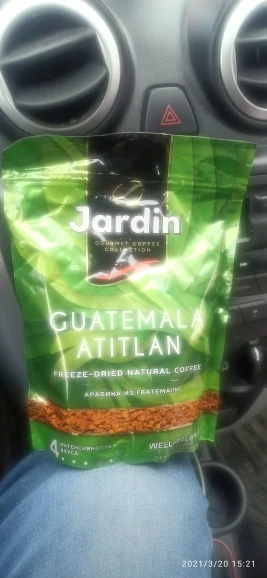 Jardin
GOURMET COFFEE
COLLECTION
GUATEMALA
ATITLAN
FREEZE-DRIED NATURAL COFFEE
АРАБИКА ИЗ ГВАТЕМАЛЫ
4 ИНТЕНСИВНОСТЬ
ВКУСА
2021/3/20 15:21